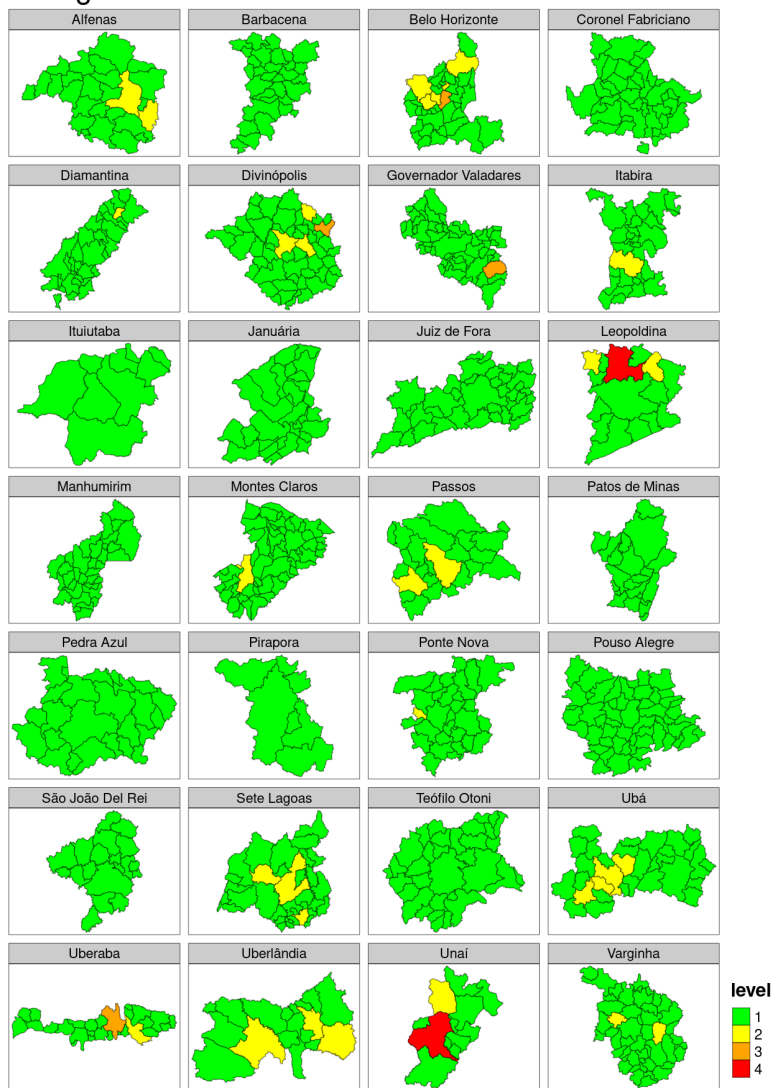 Alfenas Barbacena Belo Horizonte Coronel Fabriciano
Diamantina Divinópolis Governador Valadares Itabira
Ituiutaba Januária Juiz de Fora Leopoldina
Manhumirim Montes Claros Passos Patos de Minas
Pedra Azul Pirapora Ponte Nova Pouso Alegre
São João Del Rei Sete Lagoas Teófilo Otoni Ubá
Uberaba Uberlândia Unaí Varginha
level
1
2
3
4